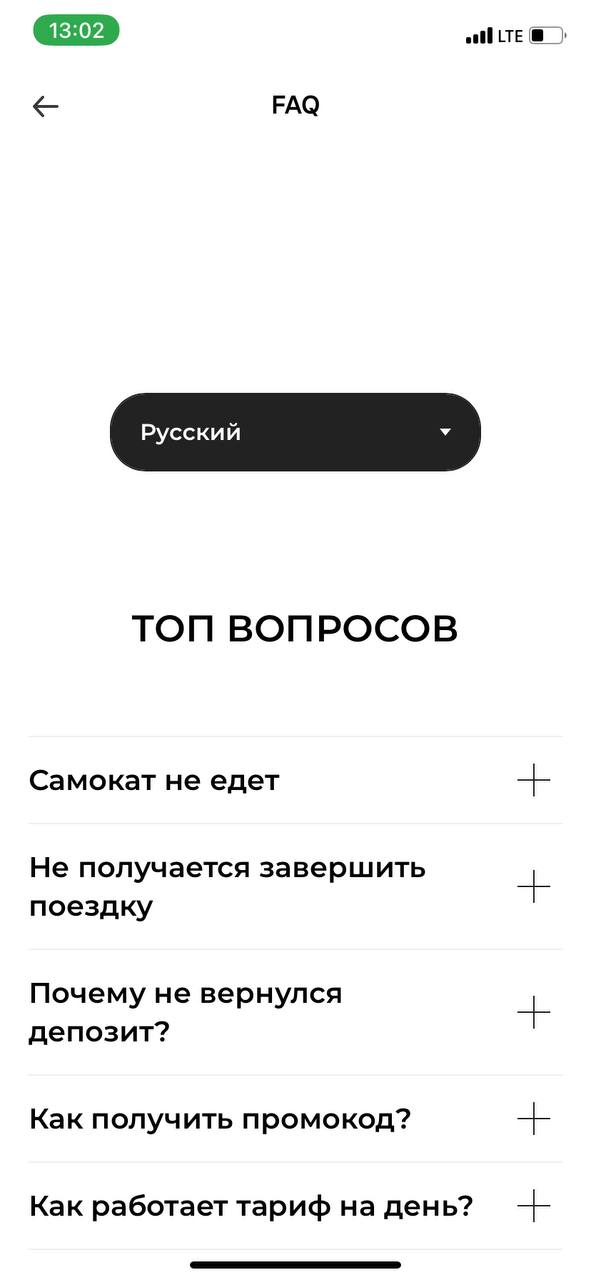 13:02
LTE
FAQ
Русский
ТОП ВОПРОСОВ
Самокат не едет
Не получается завершить
поездку
Почему не вернулся
депозит?
Как получить промокод?
Как работает тариф на день?